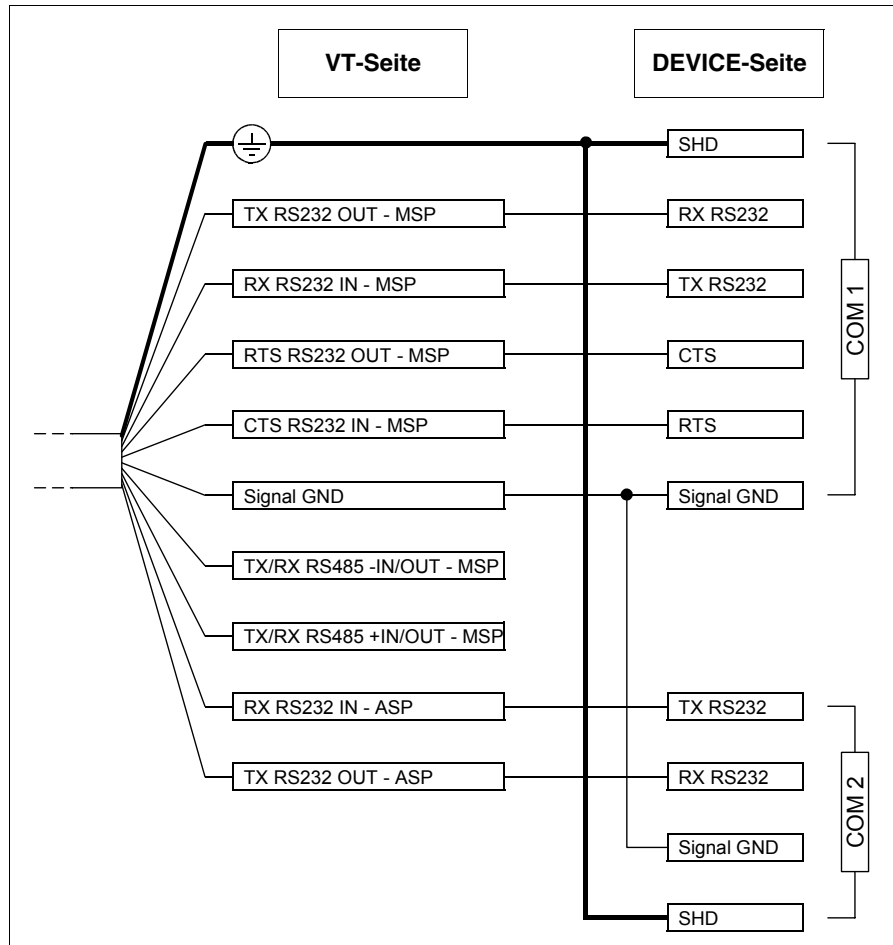 VT-Seite DEVICE-Seite
SHD
TX RS232 OUT - MSP RX RS232
RX RS232 IN - MSP TX RS232
RTS RS232 OUT - MSP CTS
CTS RS232 IN - MSP RTS
Signal GND Signal GND
COM 1
TX/RX RS485 -IN/OUT - MSP
TX/RX RS485 +IN/OUT - MSP
RX RS232 IN - ASP TX RS232
TX RS232 OUT - ASP RX RS232
Signal GND
SHD
COM 2